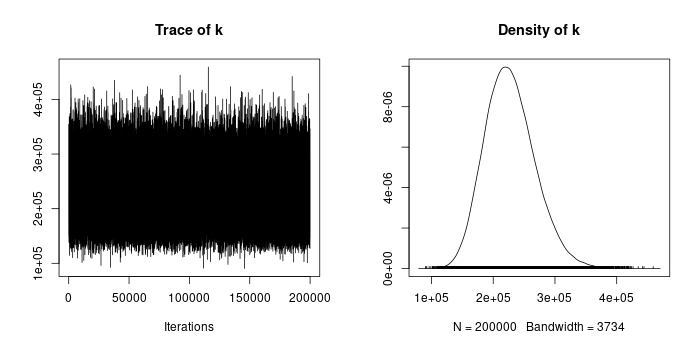 Trace of k
4e+05
3e+05
2e+05
1e+05
0 50000 100000 150000 200000
Iterations
Density of k
8e-06
4e-06
0e+00
1e+05 2e+05 3e+05 4e+05
N = 200000 Bandwidth = 3734